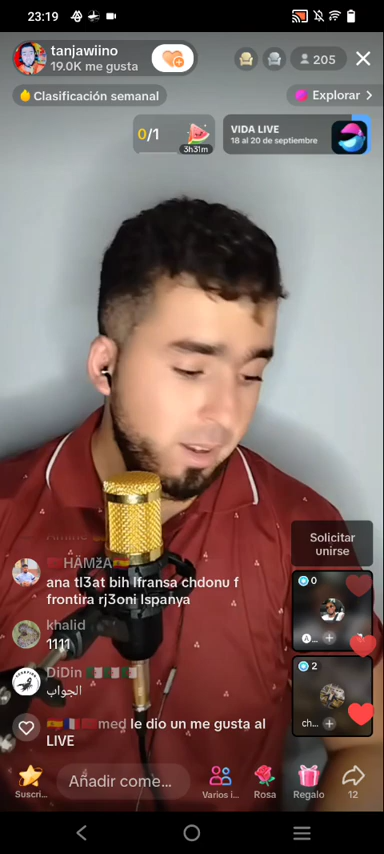 23:19
tanjawiino
19.0K me gusta
205
Clasificación semanal
Explorar
0/1
3h31m
VIDA LIVE
18 al 20 de septiembre
Solicitar
unirse
HÄMžA
ana tl3at bih lfransa chdonu f
frontira rj3oni lspanya
0
A...
khalid
1111
2
DiDin
الجواب
ch...
med le dio un me gusta al
LIVE
Añadir come...
Suscri...
Varios i...
Rosa
Regalo
12